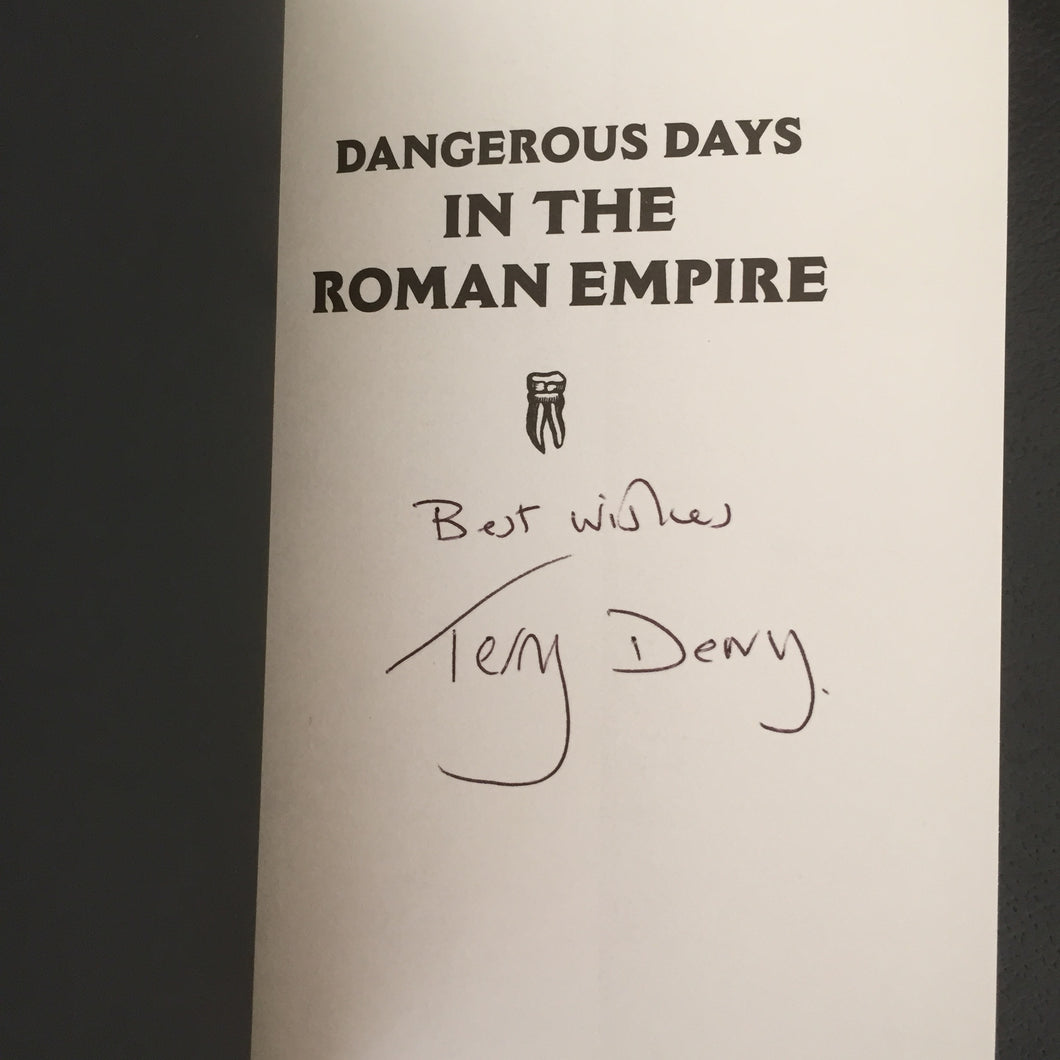 DANGEROUS DAYS
IN THE
ROMAN EMPIRE
Best wishes
Terry Deary.